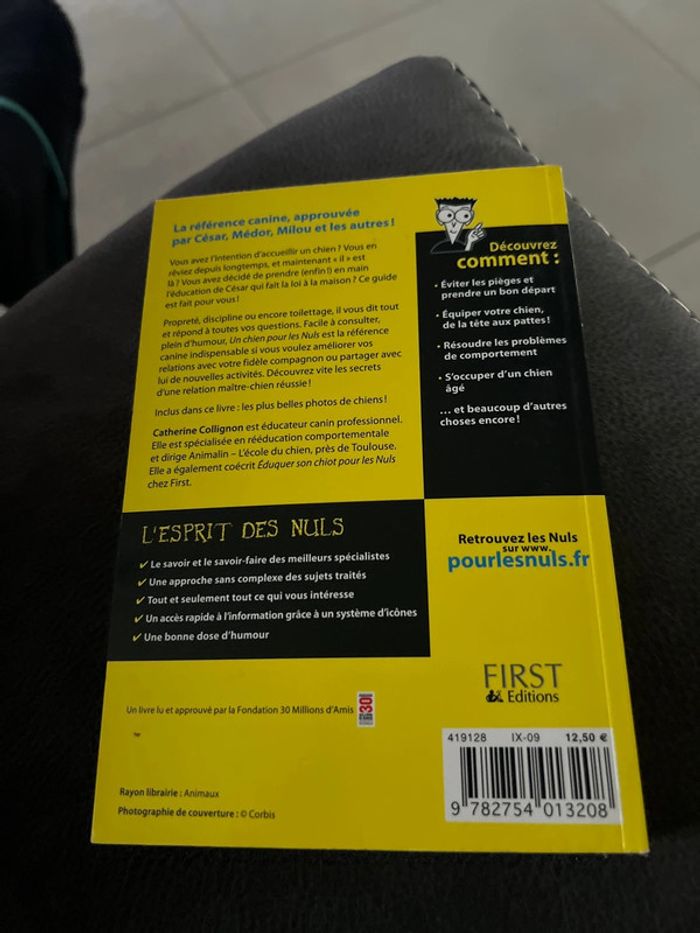 La référence canine, approuvée
par César, Médor, Milou et les autres !
Vous avez l'intention d'accueillir un chien ? Vous en
rêviez depuis longtemps, et maintenant « il » est
là ? Vous avez décidé de prendre (enfin !) en main
l'éducation de César qui fait la loi à la maison ? Ce guide
est fait pour vous !
Propreté, discipline ou encore toilettage, il vous dit tout
et répond à toutes vos questions. Facile à consulter,
plein d'humour, Un chien pour les Nuls est la référence
canine indispensable si vous voulez améliorer vos
relations avec votre fidèle compagnon ou partager avec
lui de nouvelles activités. Découvrez vite les secrets
d'une relation maître-chien réussie !
Inclus dans ce livre : les plus belles photos de chiens !
Catherine Collignon est éducateur canin professionnel.
Elle est spécialisée en rééducation comportementale
et dirige Animalin – L'école du chien, près de Toulouse.
Elle a également coécrit Éduquer son chiot pour les Nuls
chez First.
Découvrez
comment :
• Éviter les pièges et
prendre un bon départ
• Équiper votre chien,
de la tête aux pattes !
• Résoudre les problèmes
de comportement
• S'occuper d'un chien
âgé
... et beaucoup d'autres
choses encore !
L'ESPRIT DES NULS
✓ Le savoir et le savoir-faire des meilleurs spécialistes
✓ Une approche sans complexe des sujets traités
✓ Tout et seulement tout ce qui vous intéresse
✓ Un accès rapide à l'information grâce à un système d'icônes
✓ Une bonne dose d'humour
Retrouvez les Nuls
sur www.
pourlesnuls.fr
FIRST
Editions
Un livre lu et approuvé par la Fondation 30 Millions d'Amis
30
419128 IX-09 12,50 €
9 782754 013208
Rayon librairie : Animaux
Photographie de couverture : © Corbis